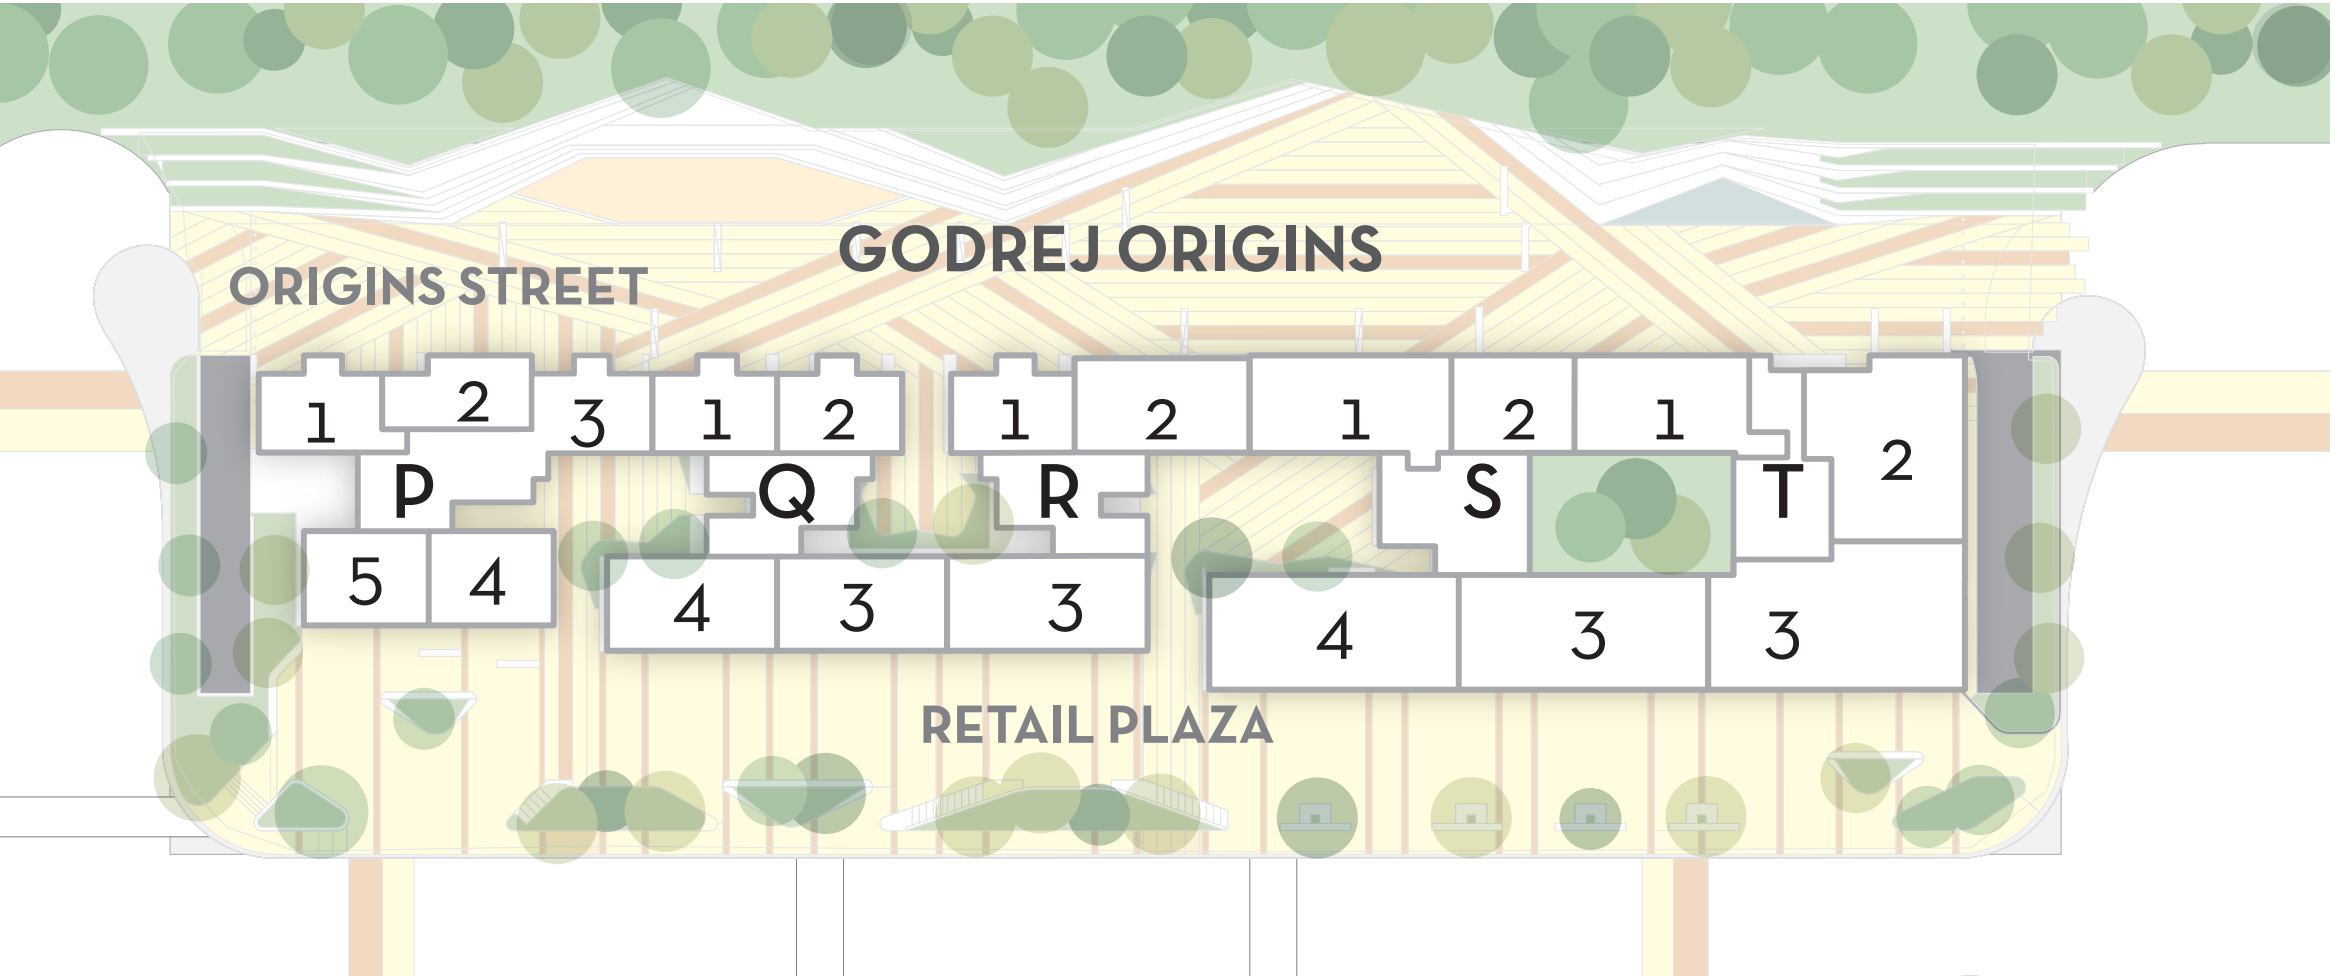 GODREJ ORIGINS
ORIGINS STREET
1 2 3 1 2 1 2 1 2 1 2
P Q R S T
5 4 4 3 3 4 3 3
RETAIL PLAZA